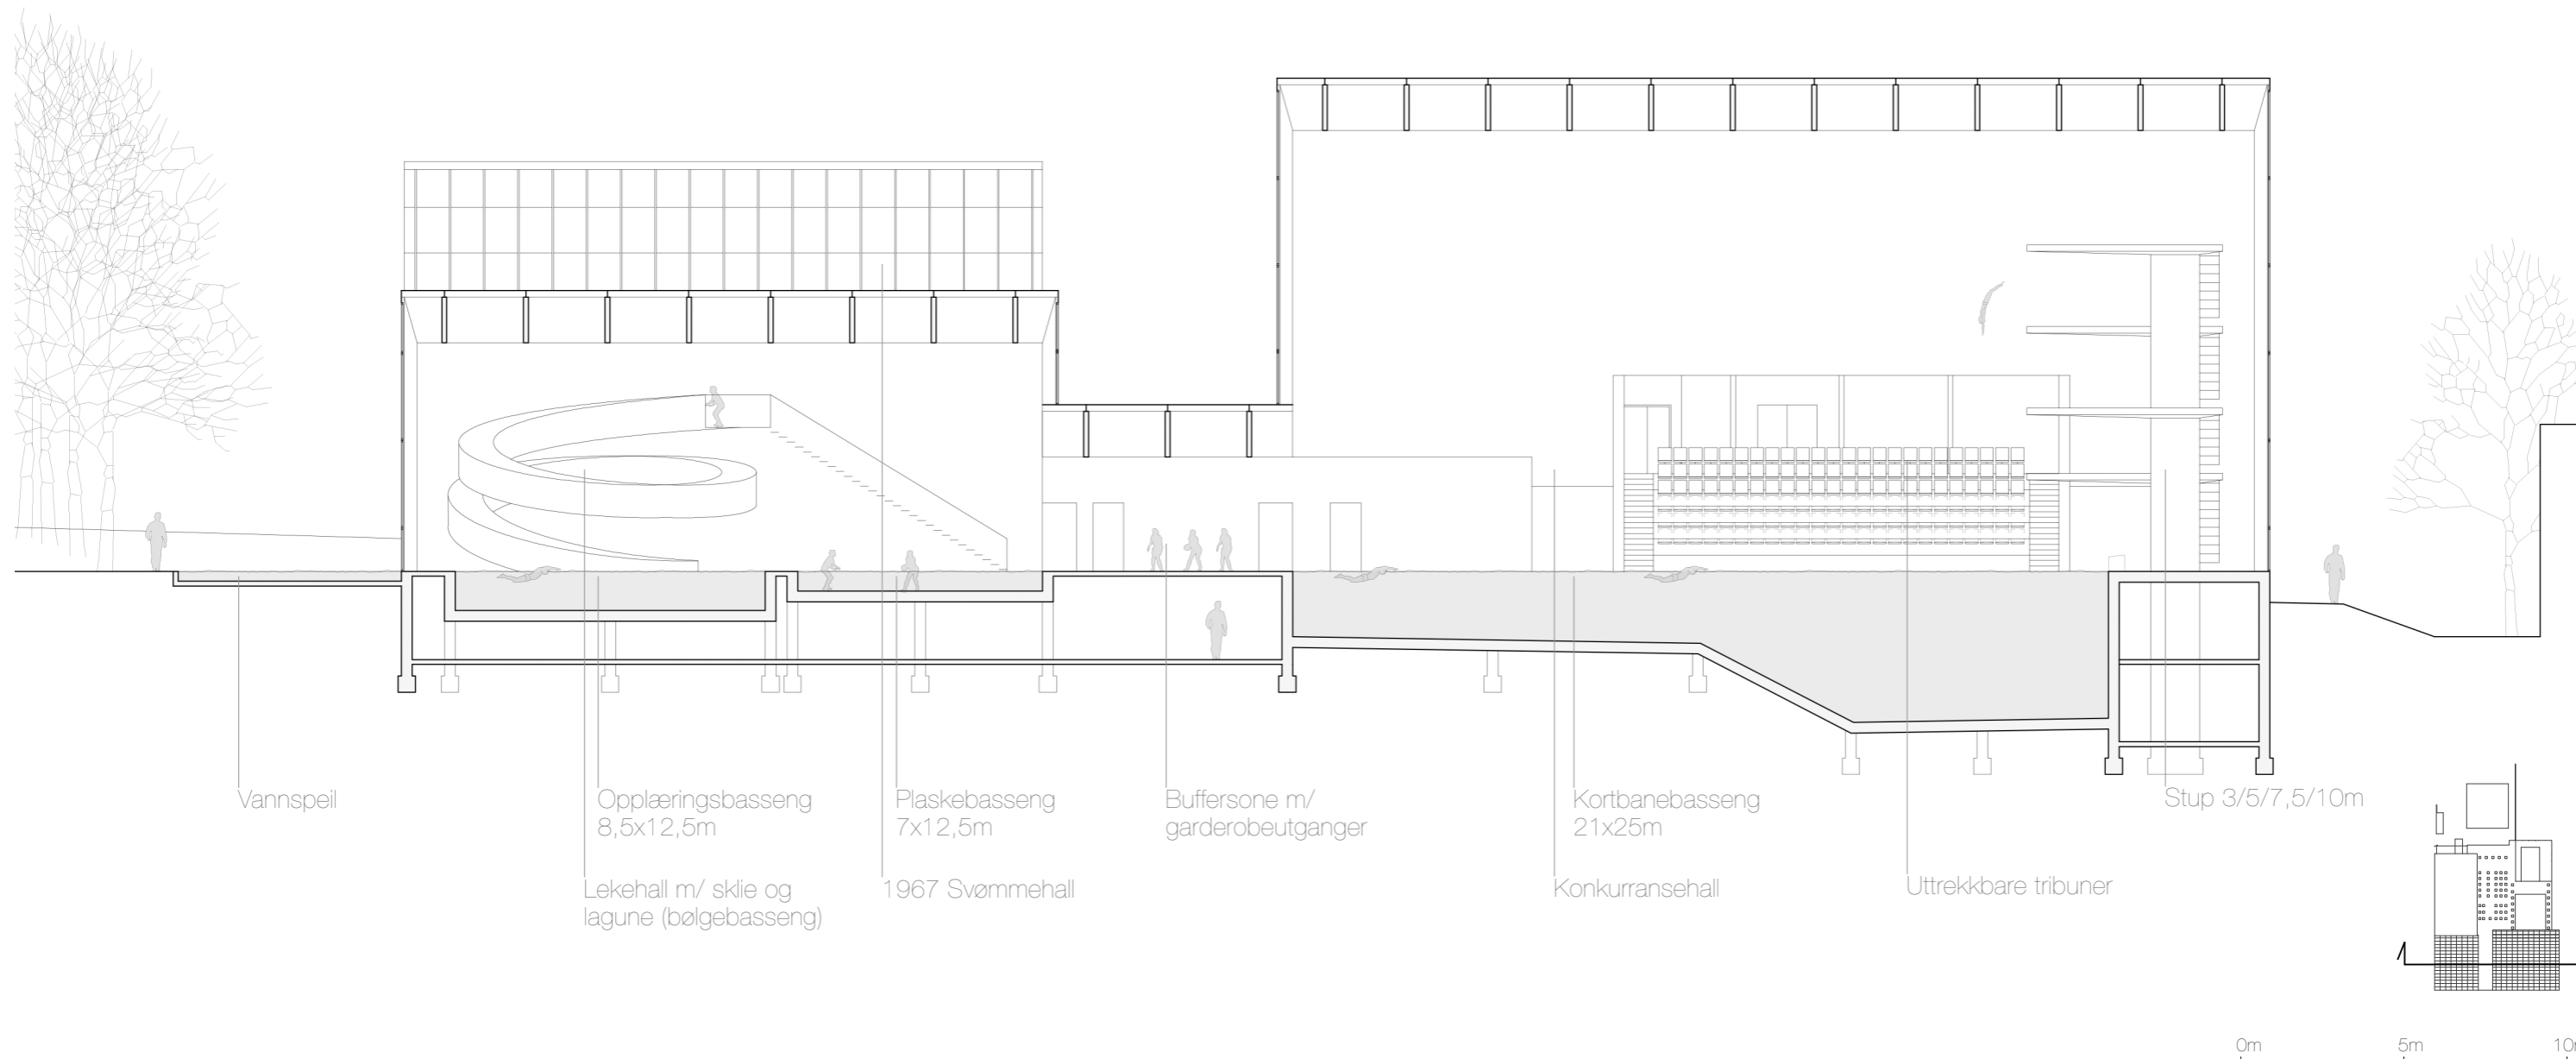 Vannspeil
Opplæringsbasseng
8,5x12,5m
Plaskebasseng
7x12,5m
Buffersone m/
garderobeutganger
Kortbanebasseng
21x25m
Stup 3/5/7,5/10m
Lekehall m/ sklie og
lagune (bølgebasseng)
1967 Svømmehall
Konkurransehall
Uttrekkbare tribuner
0m 5m 10m